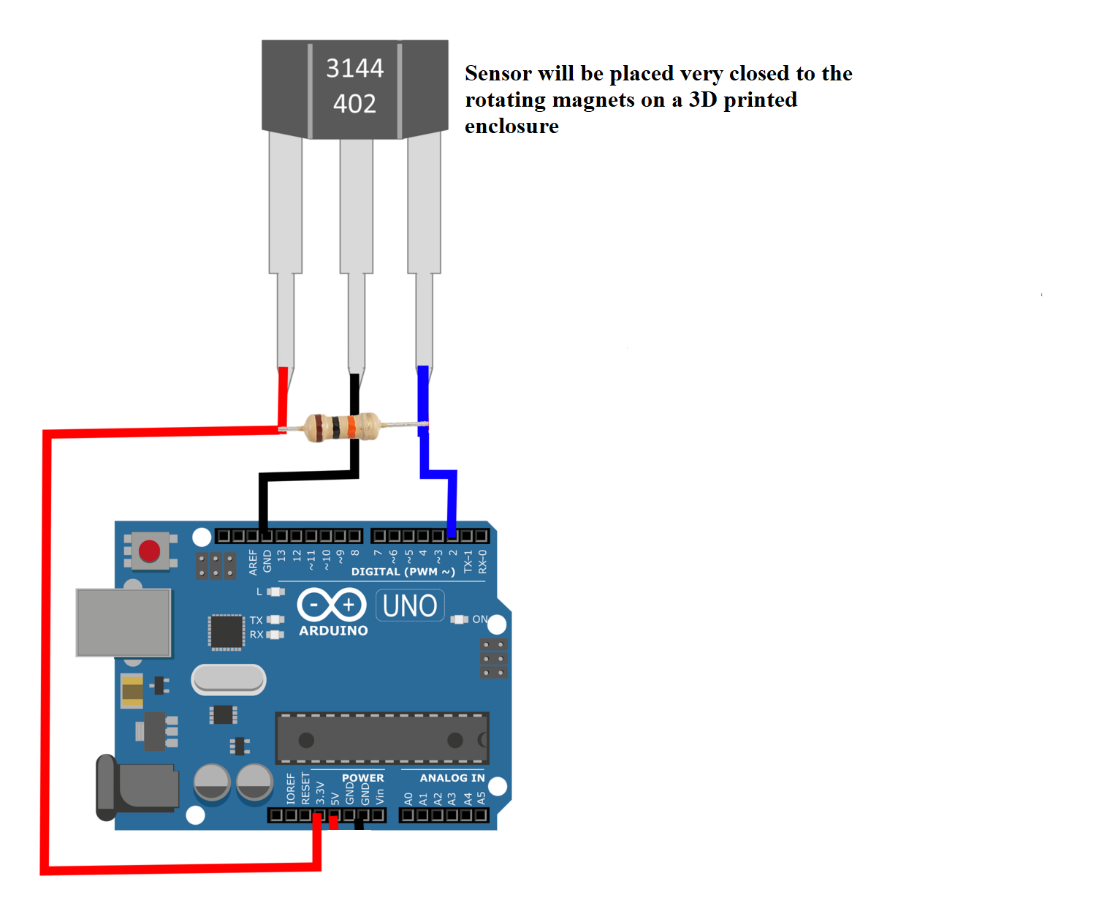 3144
402
Sensor will be placed very closed to the
rotating magnets on a 3D printed
enclosure
AREF
GND
13
12
~11
~10
~9
8
7
~6
~5
4
~3
2
TX-1
RX-0
DIGITAL (PWM ~)
L
TX
RX
- +
UNO
ARDUINO
ON
POWER
ANALOG IN
IOREF
RESET
3.3V
5V
GND
GND
Vin
A0
A1
A2
A3
A4
A5